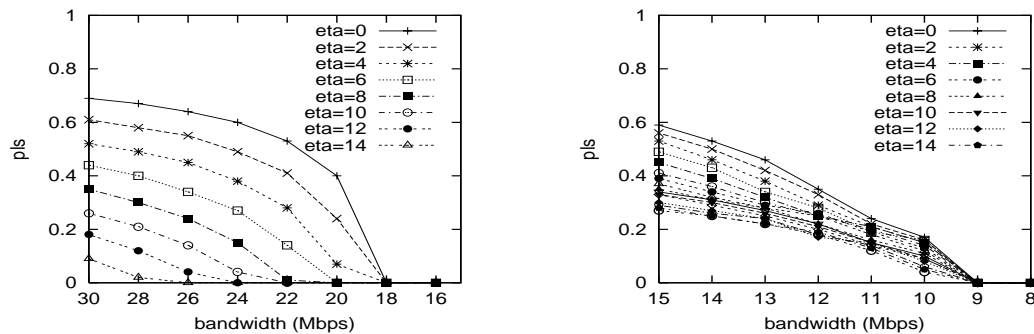 1
0.8
0.6
0.4
0.2
0
30 28 26 24 22 20 18 16
pls
bandwidth (Mbps)
eta=0
eta=2
eta=4
eta=6
eta=8
eta=10
eta=12
eta=14
1
0.8
0.6
0.4
0.2
0
15 14 13 12 11 10 9 8
pls
bandwidth (Mbps)
eta=0
eta=2
eta=4
eta=6
eta=8
eta=10
eta=12
eta=14